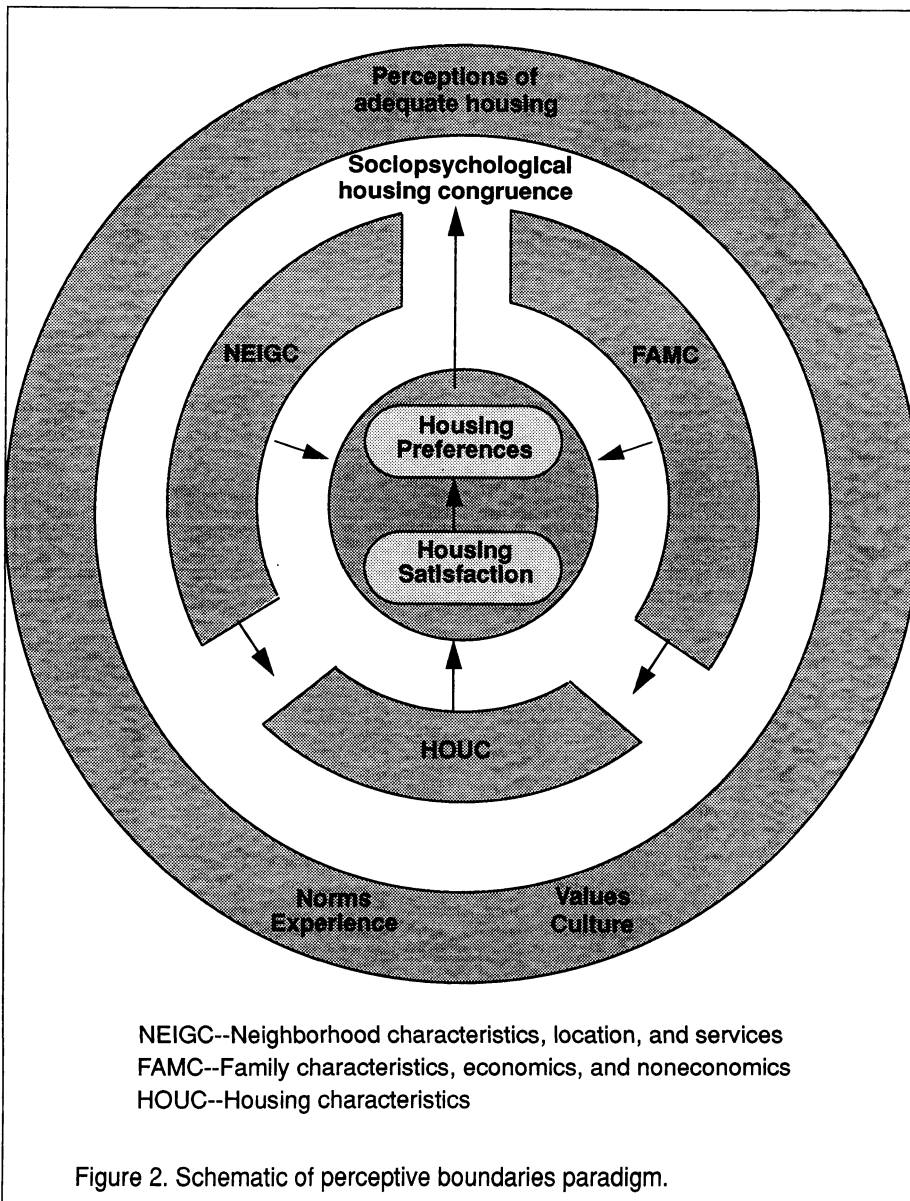 Perceptions of
adequate housing
Sociopsychological
housing congruence
NEIGC
FAMC
Housing
Preferences
Housing
Satisfaction
HOUC
Norms
Experience
Values
Culture
NEIGC--Neighborhood characteristics, location, and services
FAMC--Family characteristics, economics, and noneconomics
HOUC--Housing characteristics
Figure 2. Schematic of perceptive boundaries paradigm.